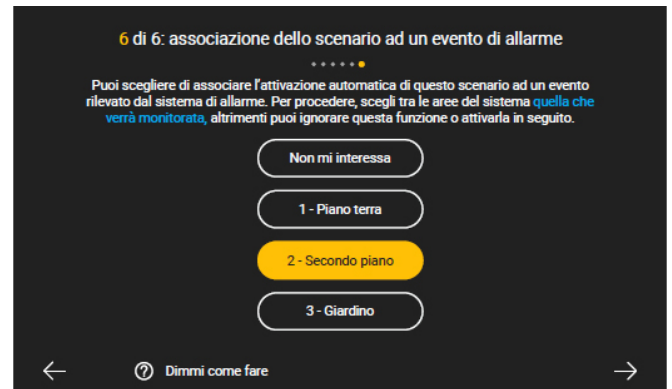 6 di 6: associazione dello scenario ad un evento di allarme
Puoi scegliere di associare l'attivazione automatica di questo scenario ad un evento
rilevato dal sistema di allarme. Per procedere, scegli tra le aree del sistema quella che
verrà monitorata, altrimenti puoi ignorare questa funzione o attivarla in seguito.
Non mi interessa
1 - Piano terra
2 - Secondo piano
3 - Giardino
Dimmi come fare